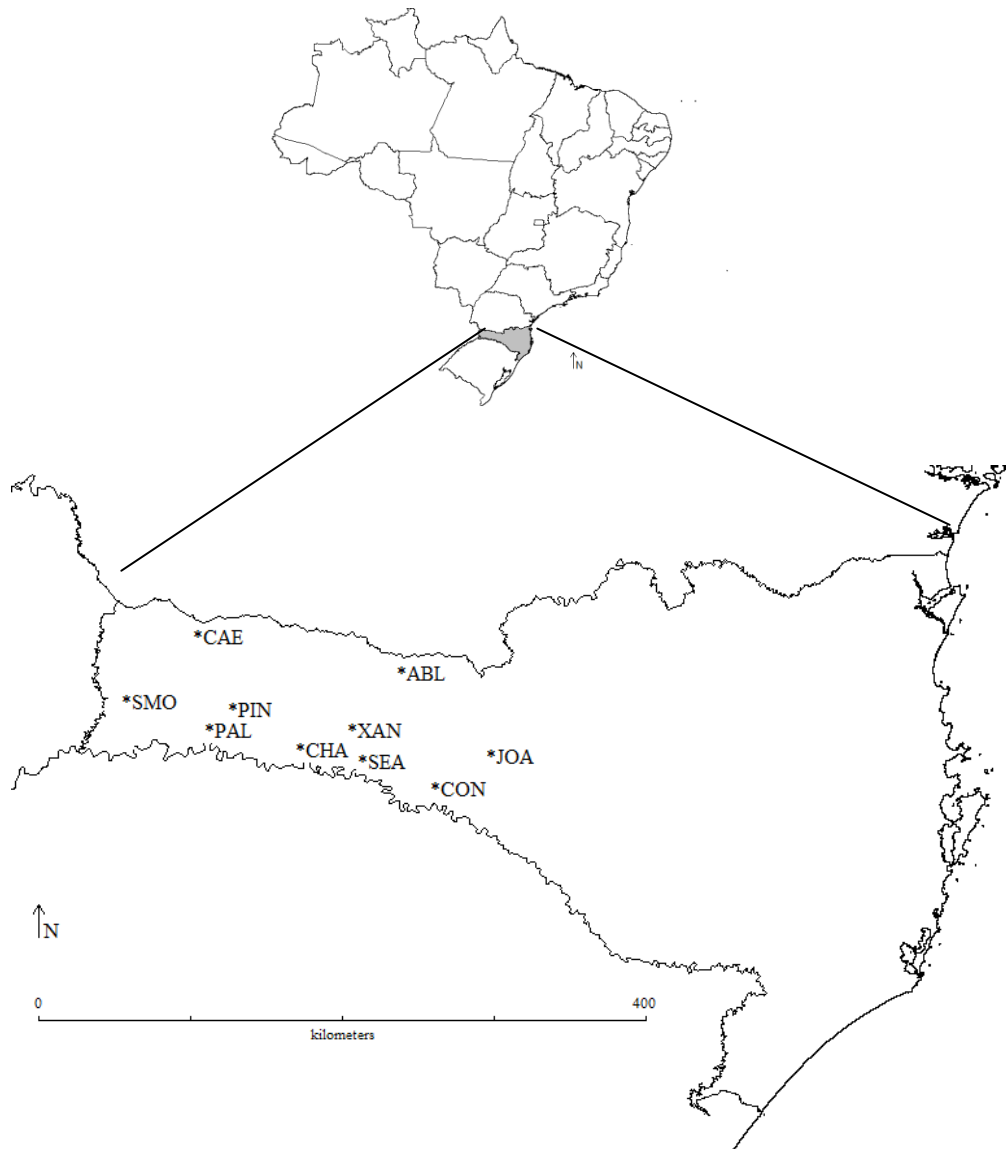 N
*CAE
*ABL
*SMO
*PIN
*PAL
*XAN
*CHA
*SEA
*JOA
*CON
N
0 400
kilometers